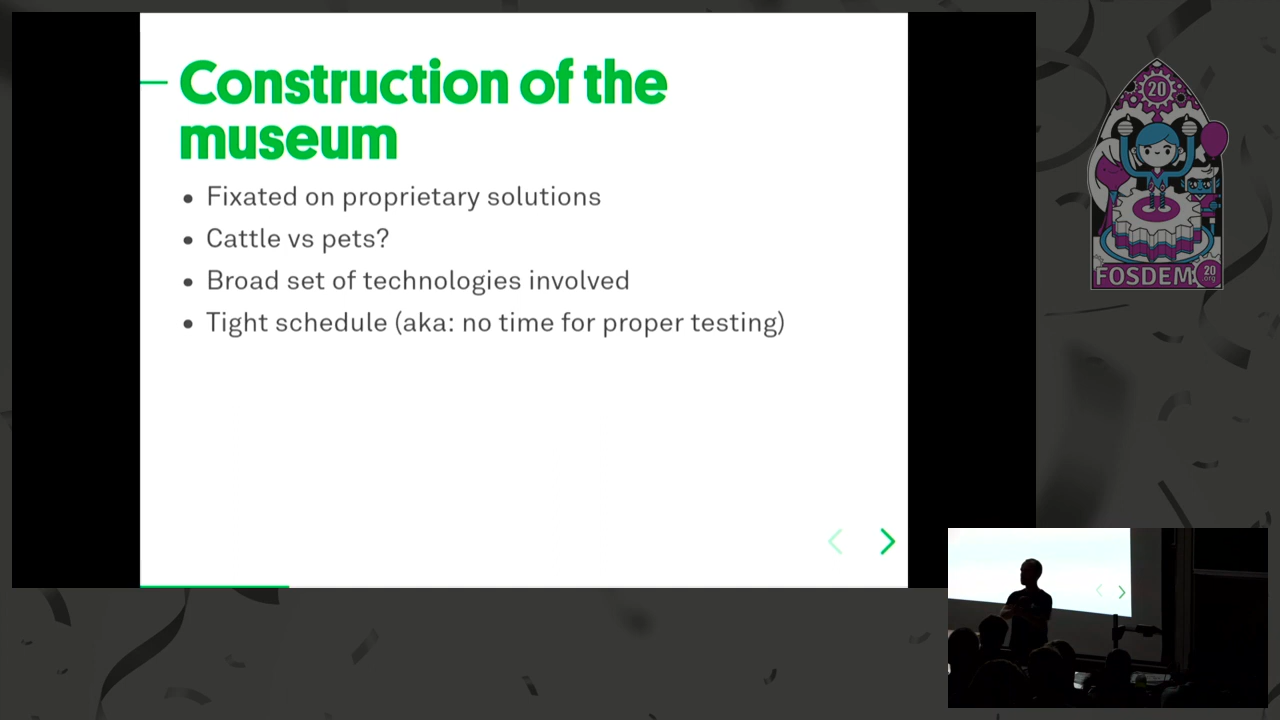 Construction of the
museum
Fixated on proprietary solutions
Cattle vs pets?
Broad set of technologies involved
Tight schedule (aka: no time for proper testing)
20
FOSDEM
20
.org